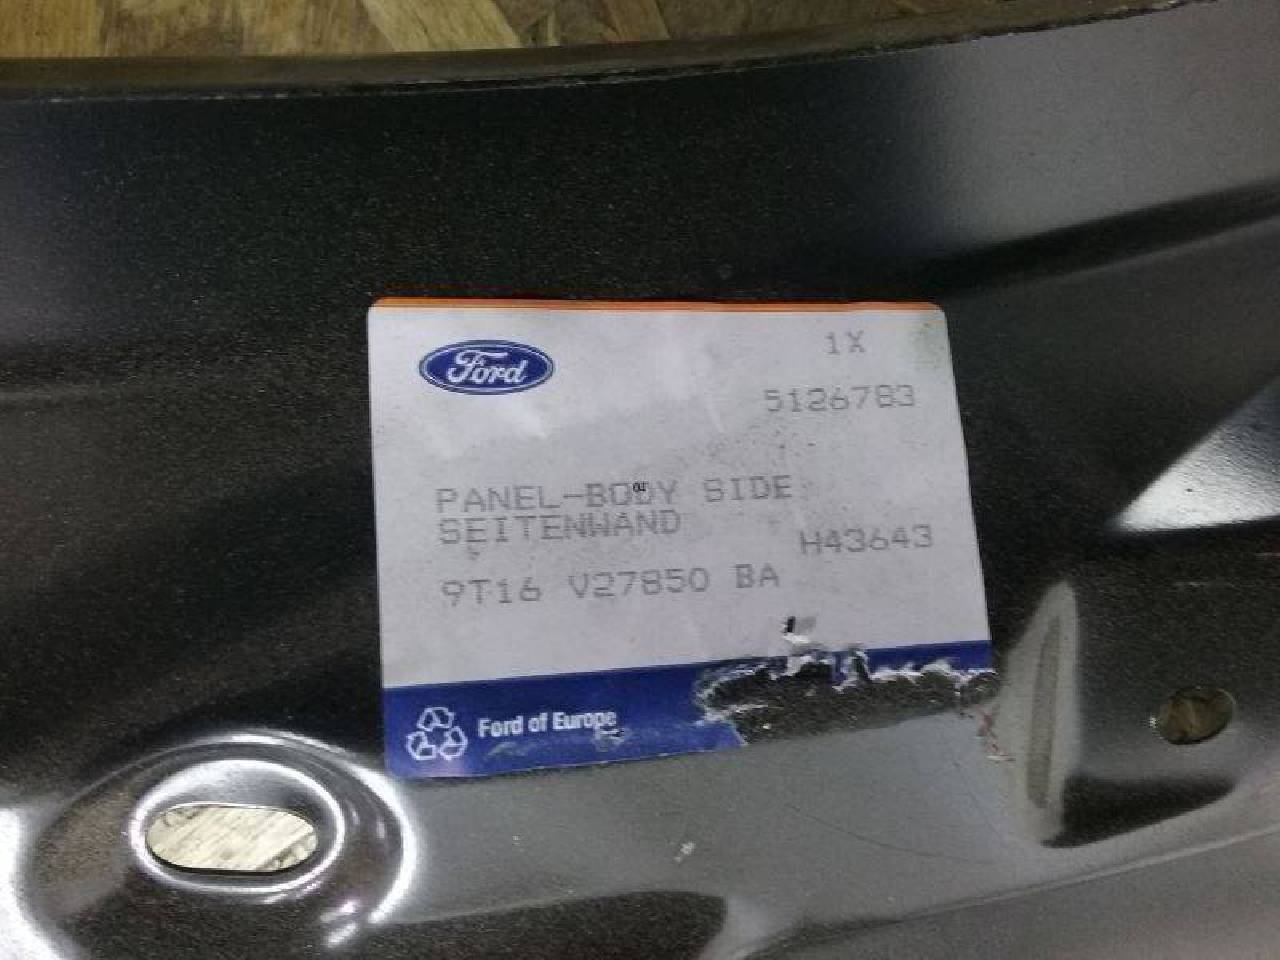 Ford
1X
5126783
PANEL-BODY SIDE
SEITENWAND
H43643
9T16 V27850 BA
Ford of Europe